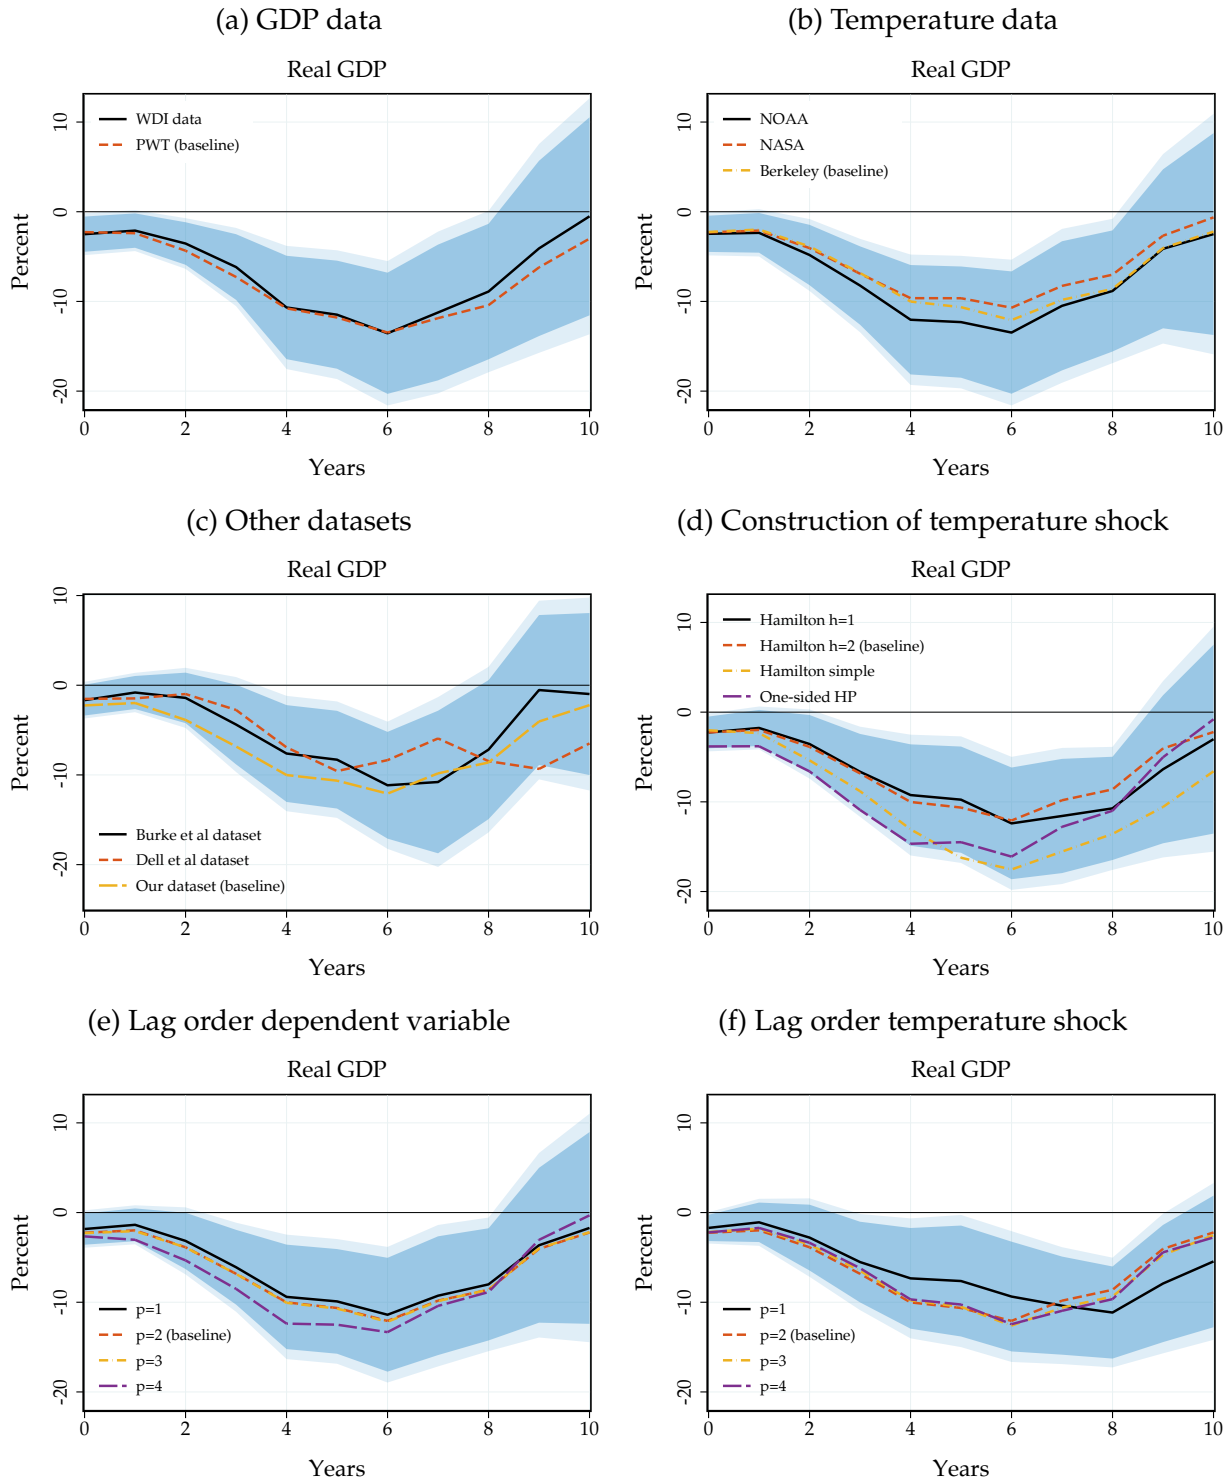 (a) GDP data
Real GDP
WDI data
PWT (baseline)
Percent
10
0
-10
-20
0 2 4 6 8 10
Years
(b) Temperature data
Real GDP
NOAA
NASA
Berkeley (baseline)
Percent
10
0
-10
-20
0 2 4 6 8 10
Years
(c) Other datasets
Real GDP
Burke et al dataset
Dell et al dataset
Our dataset (baseline)
Percent
10
0
-10
-20
0 2 4 6 8 10
Years
(d) Construction of temperature shock
Real GDP
Hamilton h=1
Hamilton h=2 (baseline)
Hamilton simple
One-sided HP
Percent
10
0
-10
-20
0 2 4 6 8 10
Years
(e) Lag order dependent variable
Real GDP
p=1
p=2 (baseline)
p=3
p=4
Percent
10
0
-10
-20
0 2 4 6 8 10
Years
(f) Lag order temperature shock
Real GDP
p=1
p=2 (baseline)
p=3
p=4
Percent
10
0
-10
-20
0 2 4 6 8 10
Years